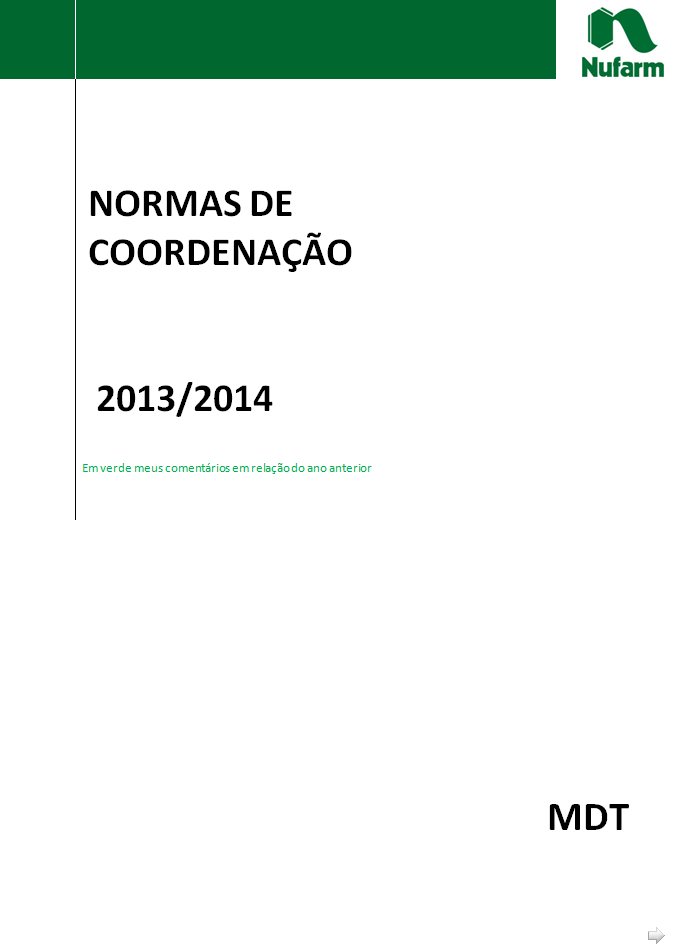 Nufarm
NORMAS DE
COORDENAÇÃO
2013/2014
Em verde meus comentários em relação do ano anterior
MDT